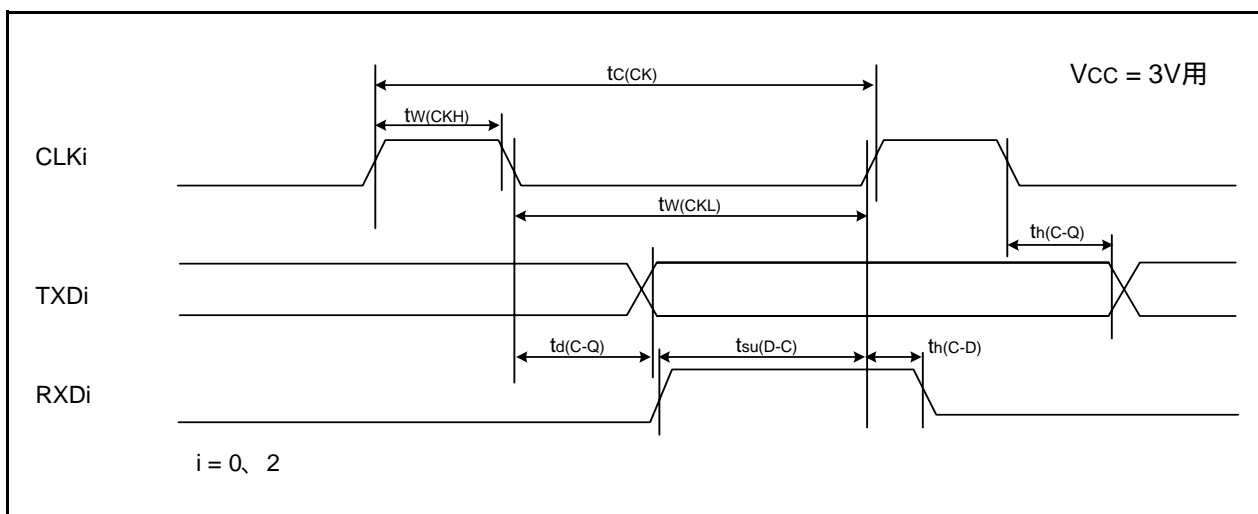 tC(CK)
VCC = 3V用
tW(CKH)
CLKi
tW(CKL)
th(C-Q)
TXDi
td(C-Q)
tsu(D-C)
th(C-D)
RXDi
i = 0、2